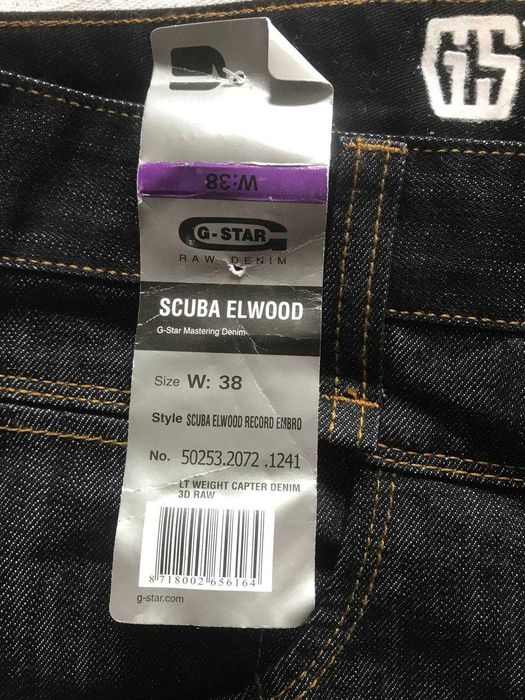 GS
W:38
G-STAR
RAW DENIM
SCUBA ELWOOD
G-Star Mastering Denim
Size W: 38
Style SCUBA ELWOOD RECORD EMBRO
No. 50253.2072 .1241
LT WEIGHT CAPTER DENIM
3D RAW
8 718002 656164
g-star.com